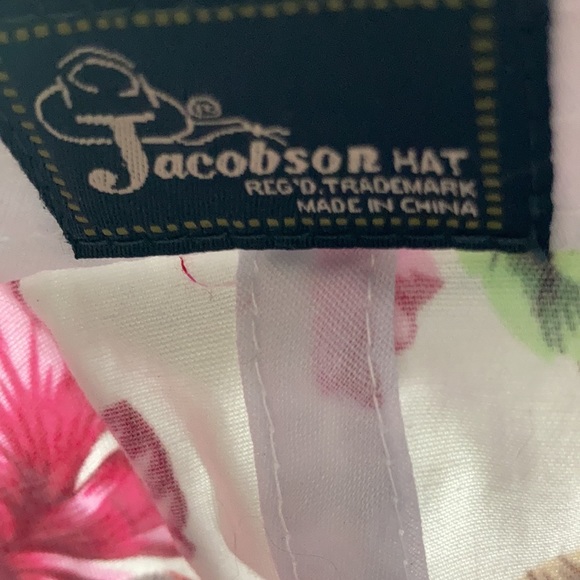 Jacobson HAT
REG'D. TRADEMARK
MADE IN CHINA